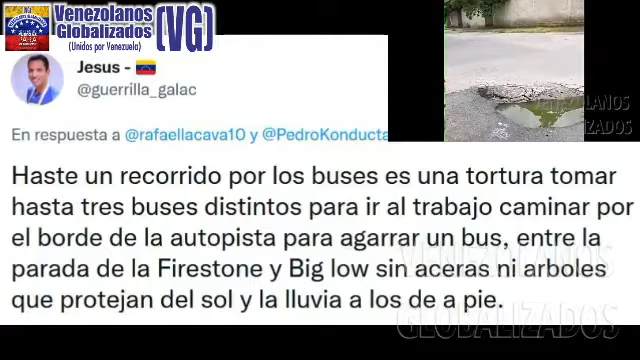 Venezolanos
Globalizados
(Unidos por Venezuela)
(VG)
Jesus - 🇻🇪
@guerrilla_galac
En respuesta a @rafaellacava10 y @PedroKonducta
Haste un recorrido por los buses es una tortura tomar
hasta tres buses distintos para ir al trabajo caminar por
el borde de la autopista para agarrar un bus, entre la
parada de la Firestone y Big low sin aceras ni arboles
que protejan del sol y la lluvia a los de a pie.
VENEZOLANOS
GLOBALIZADOS